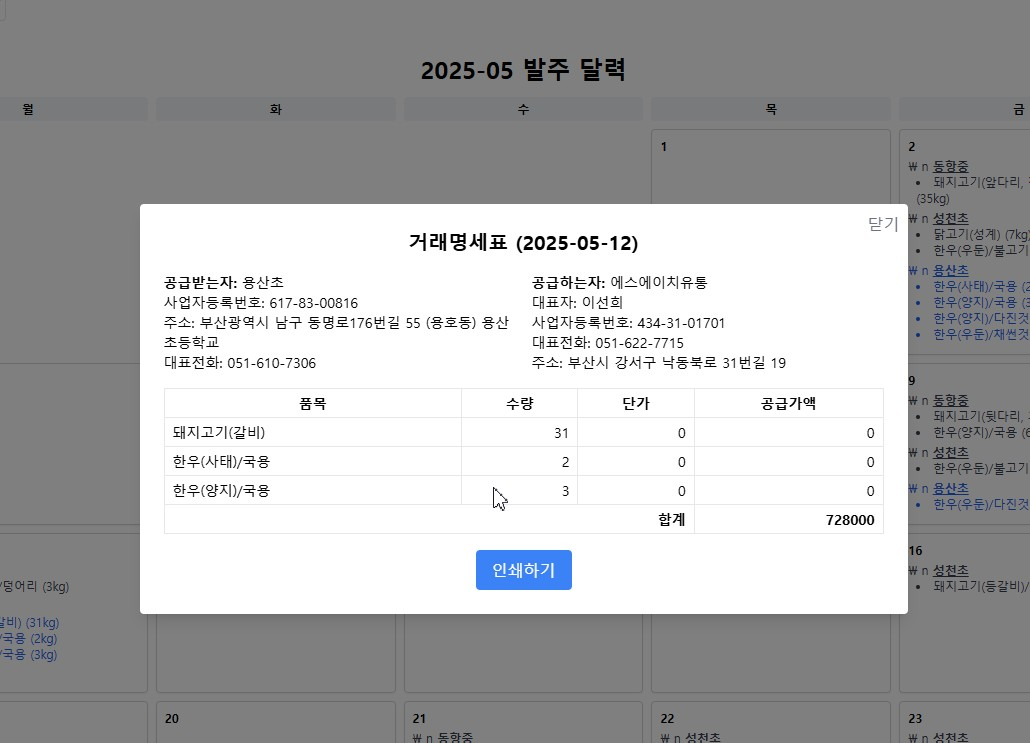 2025-05 발주 달력
월 화 수 목 금
1
2
₩ n 동항중
돼지고기(앞다리,
(35kg)
₩ n 성천초
닭고기(성계) (7kg)
한우(우둔)/불고기
₩ n 용산초
한우(사태)/국용 (2
한우(양지)/국용 (3
한우(양지)/다진것
한우(우둔)/채썬것
닫기
거래명세표 (2025-05-12)
공급받는자: 용산초
사업자등록번호: 617-83-00816
주소: 부산광역시 남구 동명로176번길 55 (용호동) 용산
초등학교
대표전화: 051-610-7306
공급하는자: 에스에이치유통
대표자: 이선희
사업자등록번호: 434-31-01701
대표전화: 051-622-7715
주소: 부산시 강서구 낙동북로 31번길 19
품목 수량 단가 공급가액
돼지고기(갈비) 31 0 0
한우(사태)/국용 2 0 0
한우(양지)/국용 3 0 0
합계 728000
인쇄하기
9
₩ n 동항중
돼지고기(뒷다리,
한우(양지)/국용 (6
₩ n 성천초
한우(우둔)/불고기
₩ n 용산초
한우(우둔)/다진것
/덩어리 (3kg)
갈비) (31kg)
/국용 (2kg)
/국용 (3kg)
16
₩ n 성천초
돼지고기(등갈비)/
20
21
₩ n 동항중
22
₩ n 성천초
23
₩ n 성천초